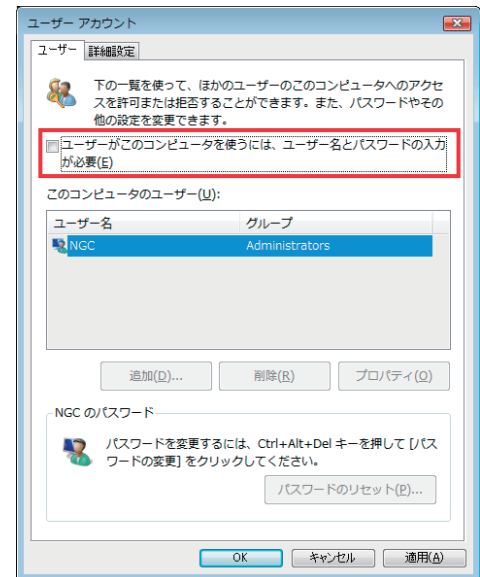 ユーザー アカウント
ユーザー 詳細設定
下の一覧を使って、ほかのユーザーのこのコンピュータへのアクセ
スを許可または拒否することができます。また、パスワードやその
他の設定を変更できます。
ユーザーがこのコンピュータを使うには、ユーザー名とパスワードの入力
が必要(E)
このコンピュータのユーザー(U):
ユーザー名 グループ
NGC Administrators
追加(D)... 削除(R) プロパティ(O)
NGC のパスワード
パスワードを変更するには、Ctrl+Alt+Del キーを押して [パス
ワードの変更] をクリックしてください。
パスワードのリセット(P)...
OK キャンセル 適用(A)